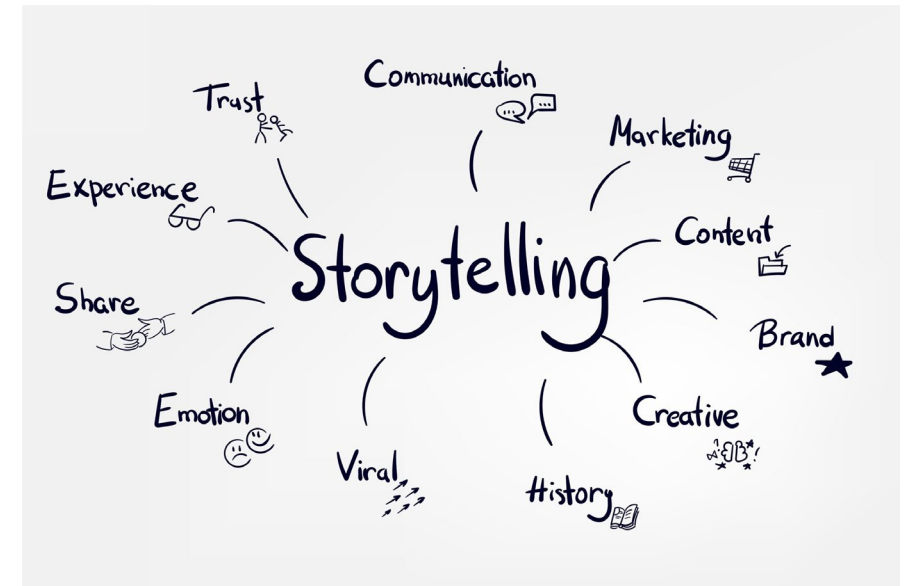 Communication
Trust
Marketing
Experience
Content
Storytelling
Share
Brand
Emotion
Creative
Viral
History